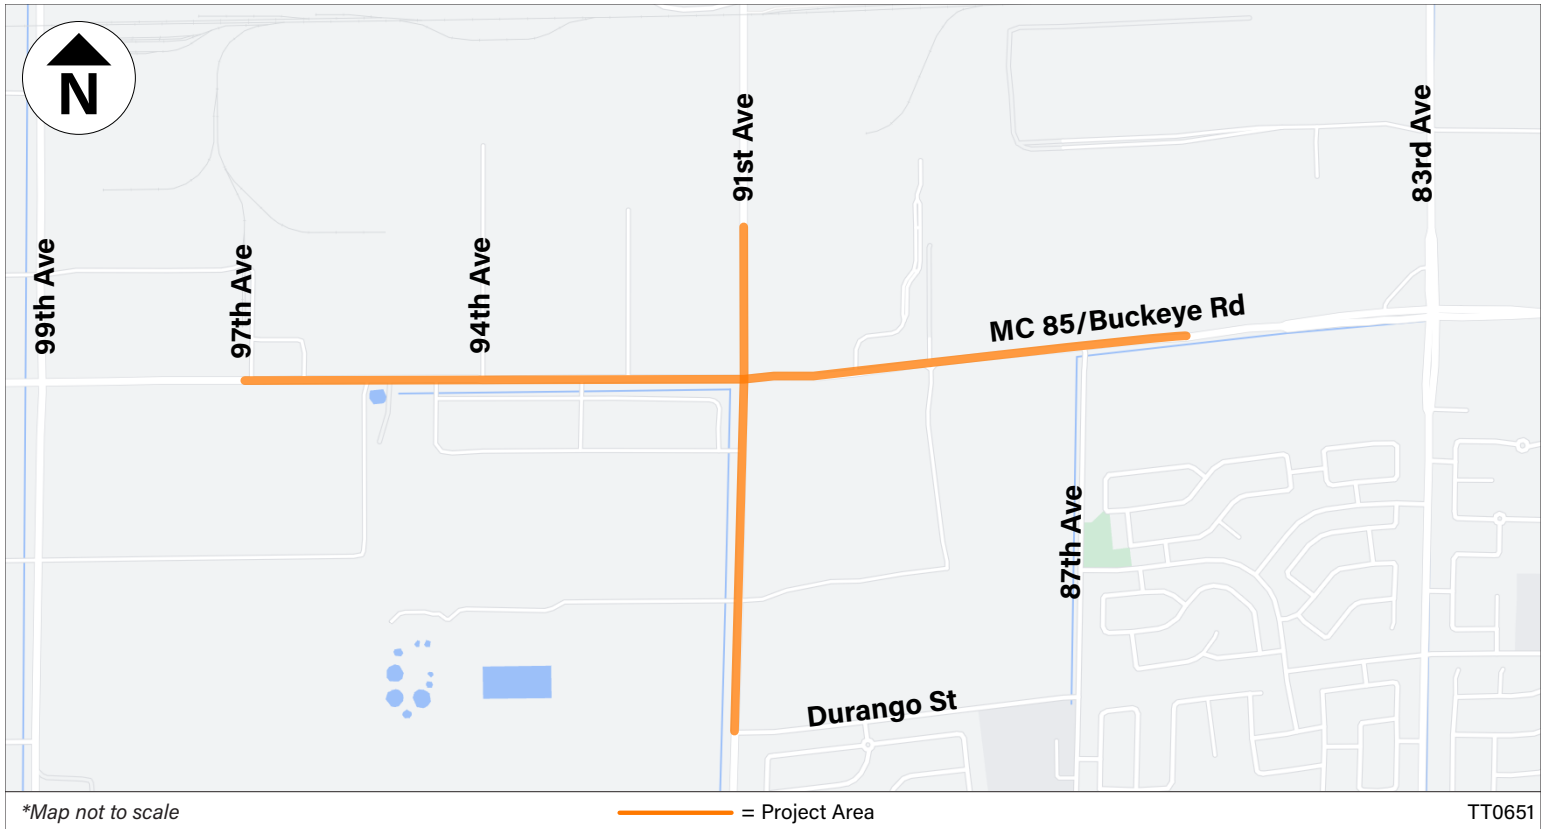 N
91st Ave
83rd Ave
99th Ave
97th Ave
94th Ave
MC 85/Buckeye Rd
87th Ave
Durango St
*Map not to scale
= Project Area
TT0651